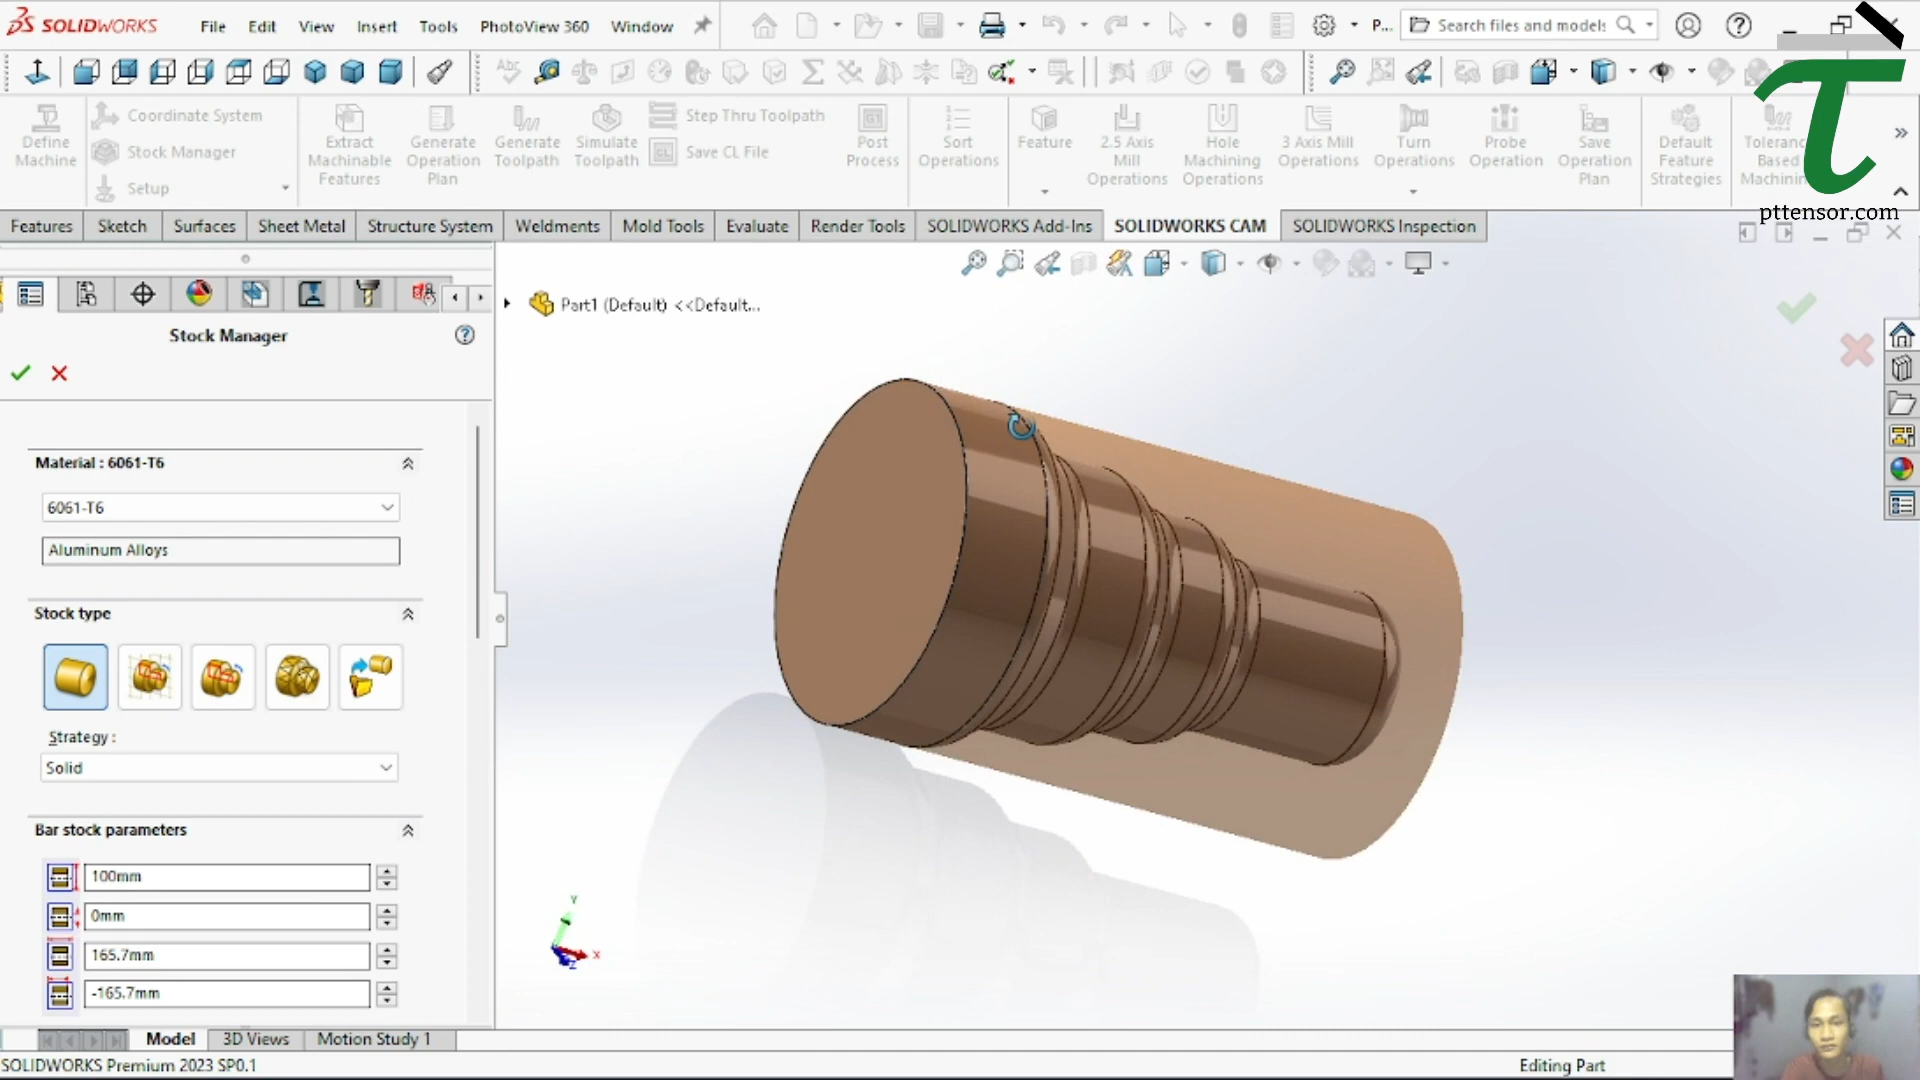 SOLIDWORKS File Edit View Insert Tools PhotoView 360 Window P... Search files and models
Define Machine
Coordinate System
Stock Manager
Setup
Extract Machinable Features
Generate Operation Plan
Generate Toolpath
Simulate Toolpath
Step Thru Toolpath
Save CL File
Post Process
Sort Operations
Feature
2.5 Axis Mill Operations
Hole Machining Operations
3 Axis Mill Operations
Turn Operations
Probe Operation
Save Operation Plan
Default Feature Strategies
Based
pttensor.com
Features Sketch Surfaces Sheet Metal Structure System Weldments Mold Tools Evaluate Render Tools SOLIDWORKS Add-Ins SOLIDWORKS CAM SOLIDWORKS Inspection
Part1 (Default) <<Default...
Stock Manager
Material : 6061-T6
6061-T6
Aluminum Alloys
Stock type
Strategy :
Solid
Bar stock parameters
100mm
0mm
165.7mm
-165.7mm
Y
X
Z
Model 3D Views Motion Study 1
SOLIDWORKS Premium 2023 SP0.1
Editing Part